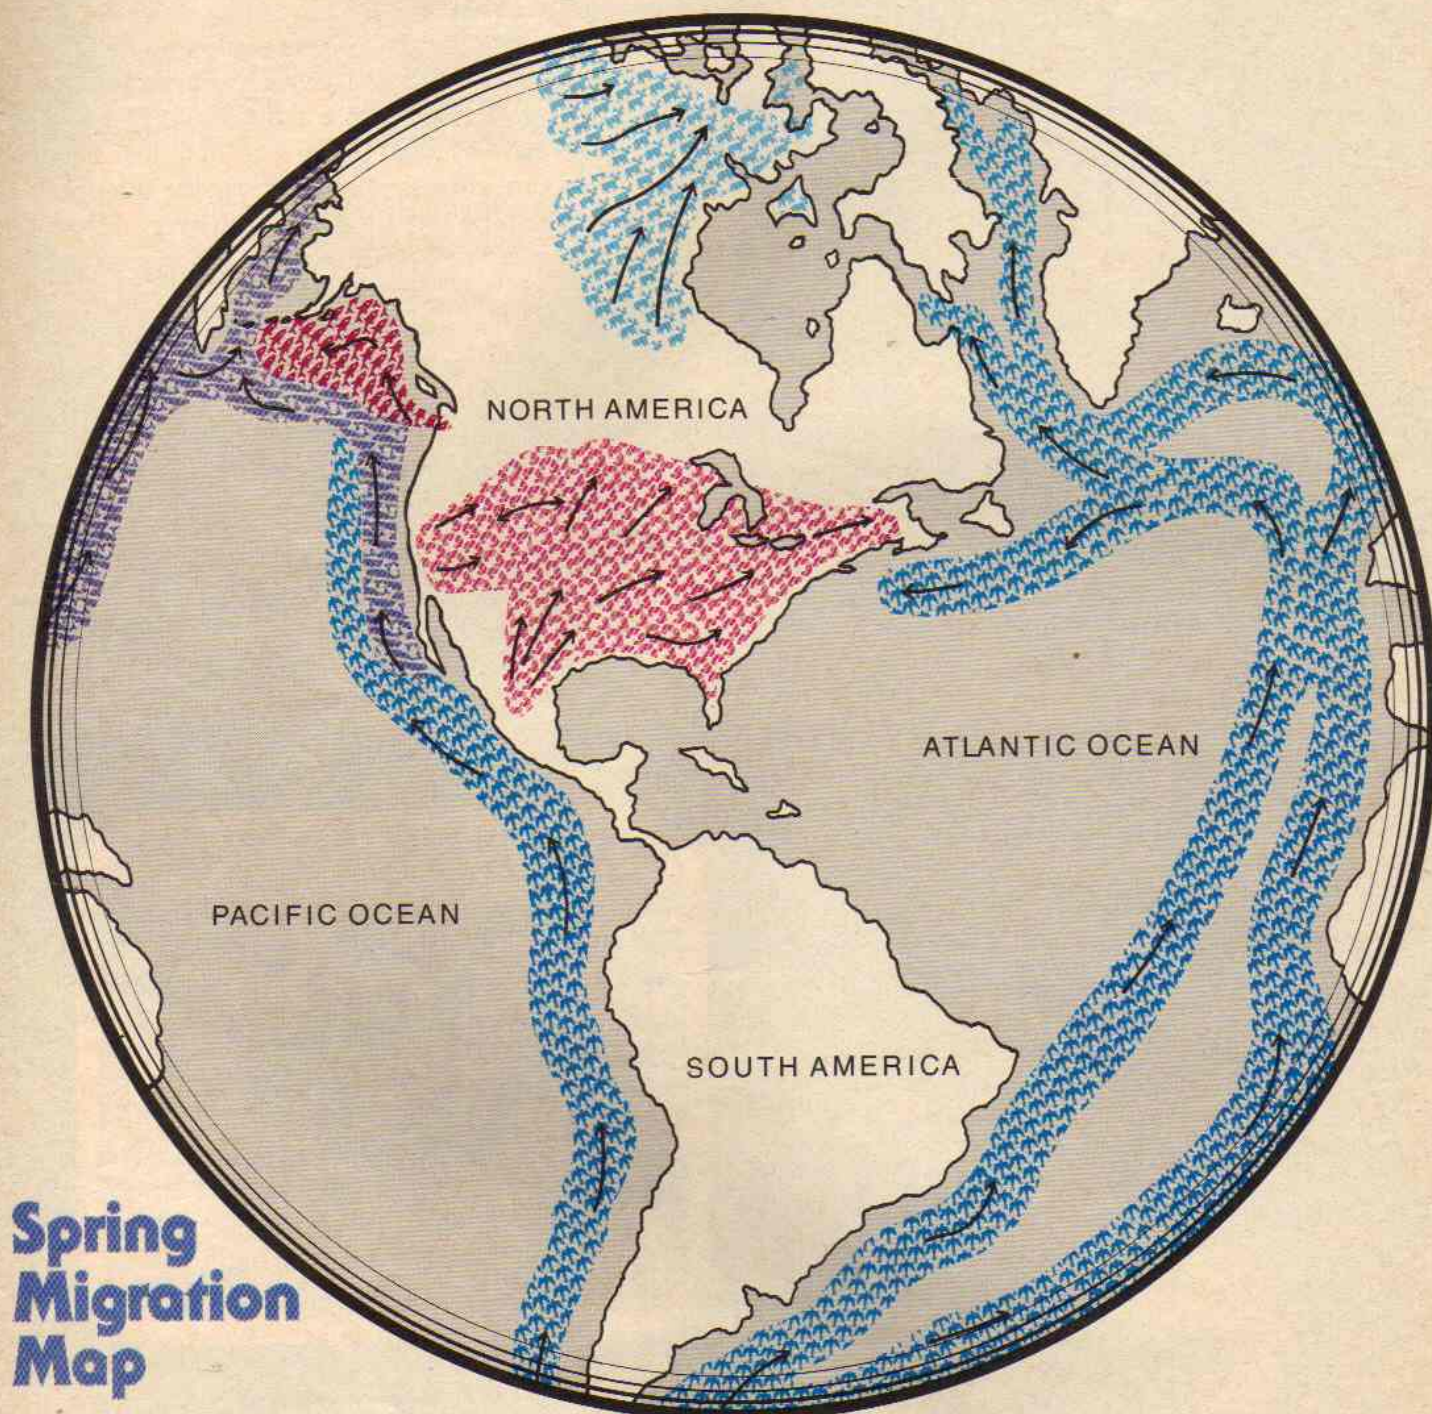 NORTH AMERICA
ATLANTIC OCEAN
PACIFIC OCEAN
SOUTH AMERICA
Spring
Migration
Map